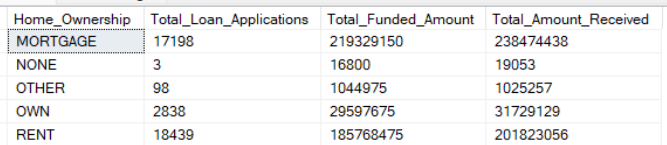 Home_Ownership Total_Loan_Applications Total_Funded_Amount Total_Amount_Received
MORTGAGE 17198 219329150 238474438
NONE 3 16800 19053
OTHER 98 1044975 1025257
OWN 2838 29597675 31729129
RENT 18439 185768475 201823056